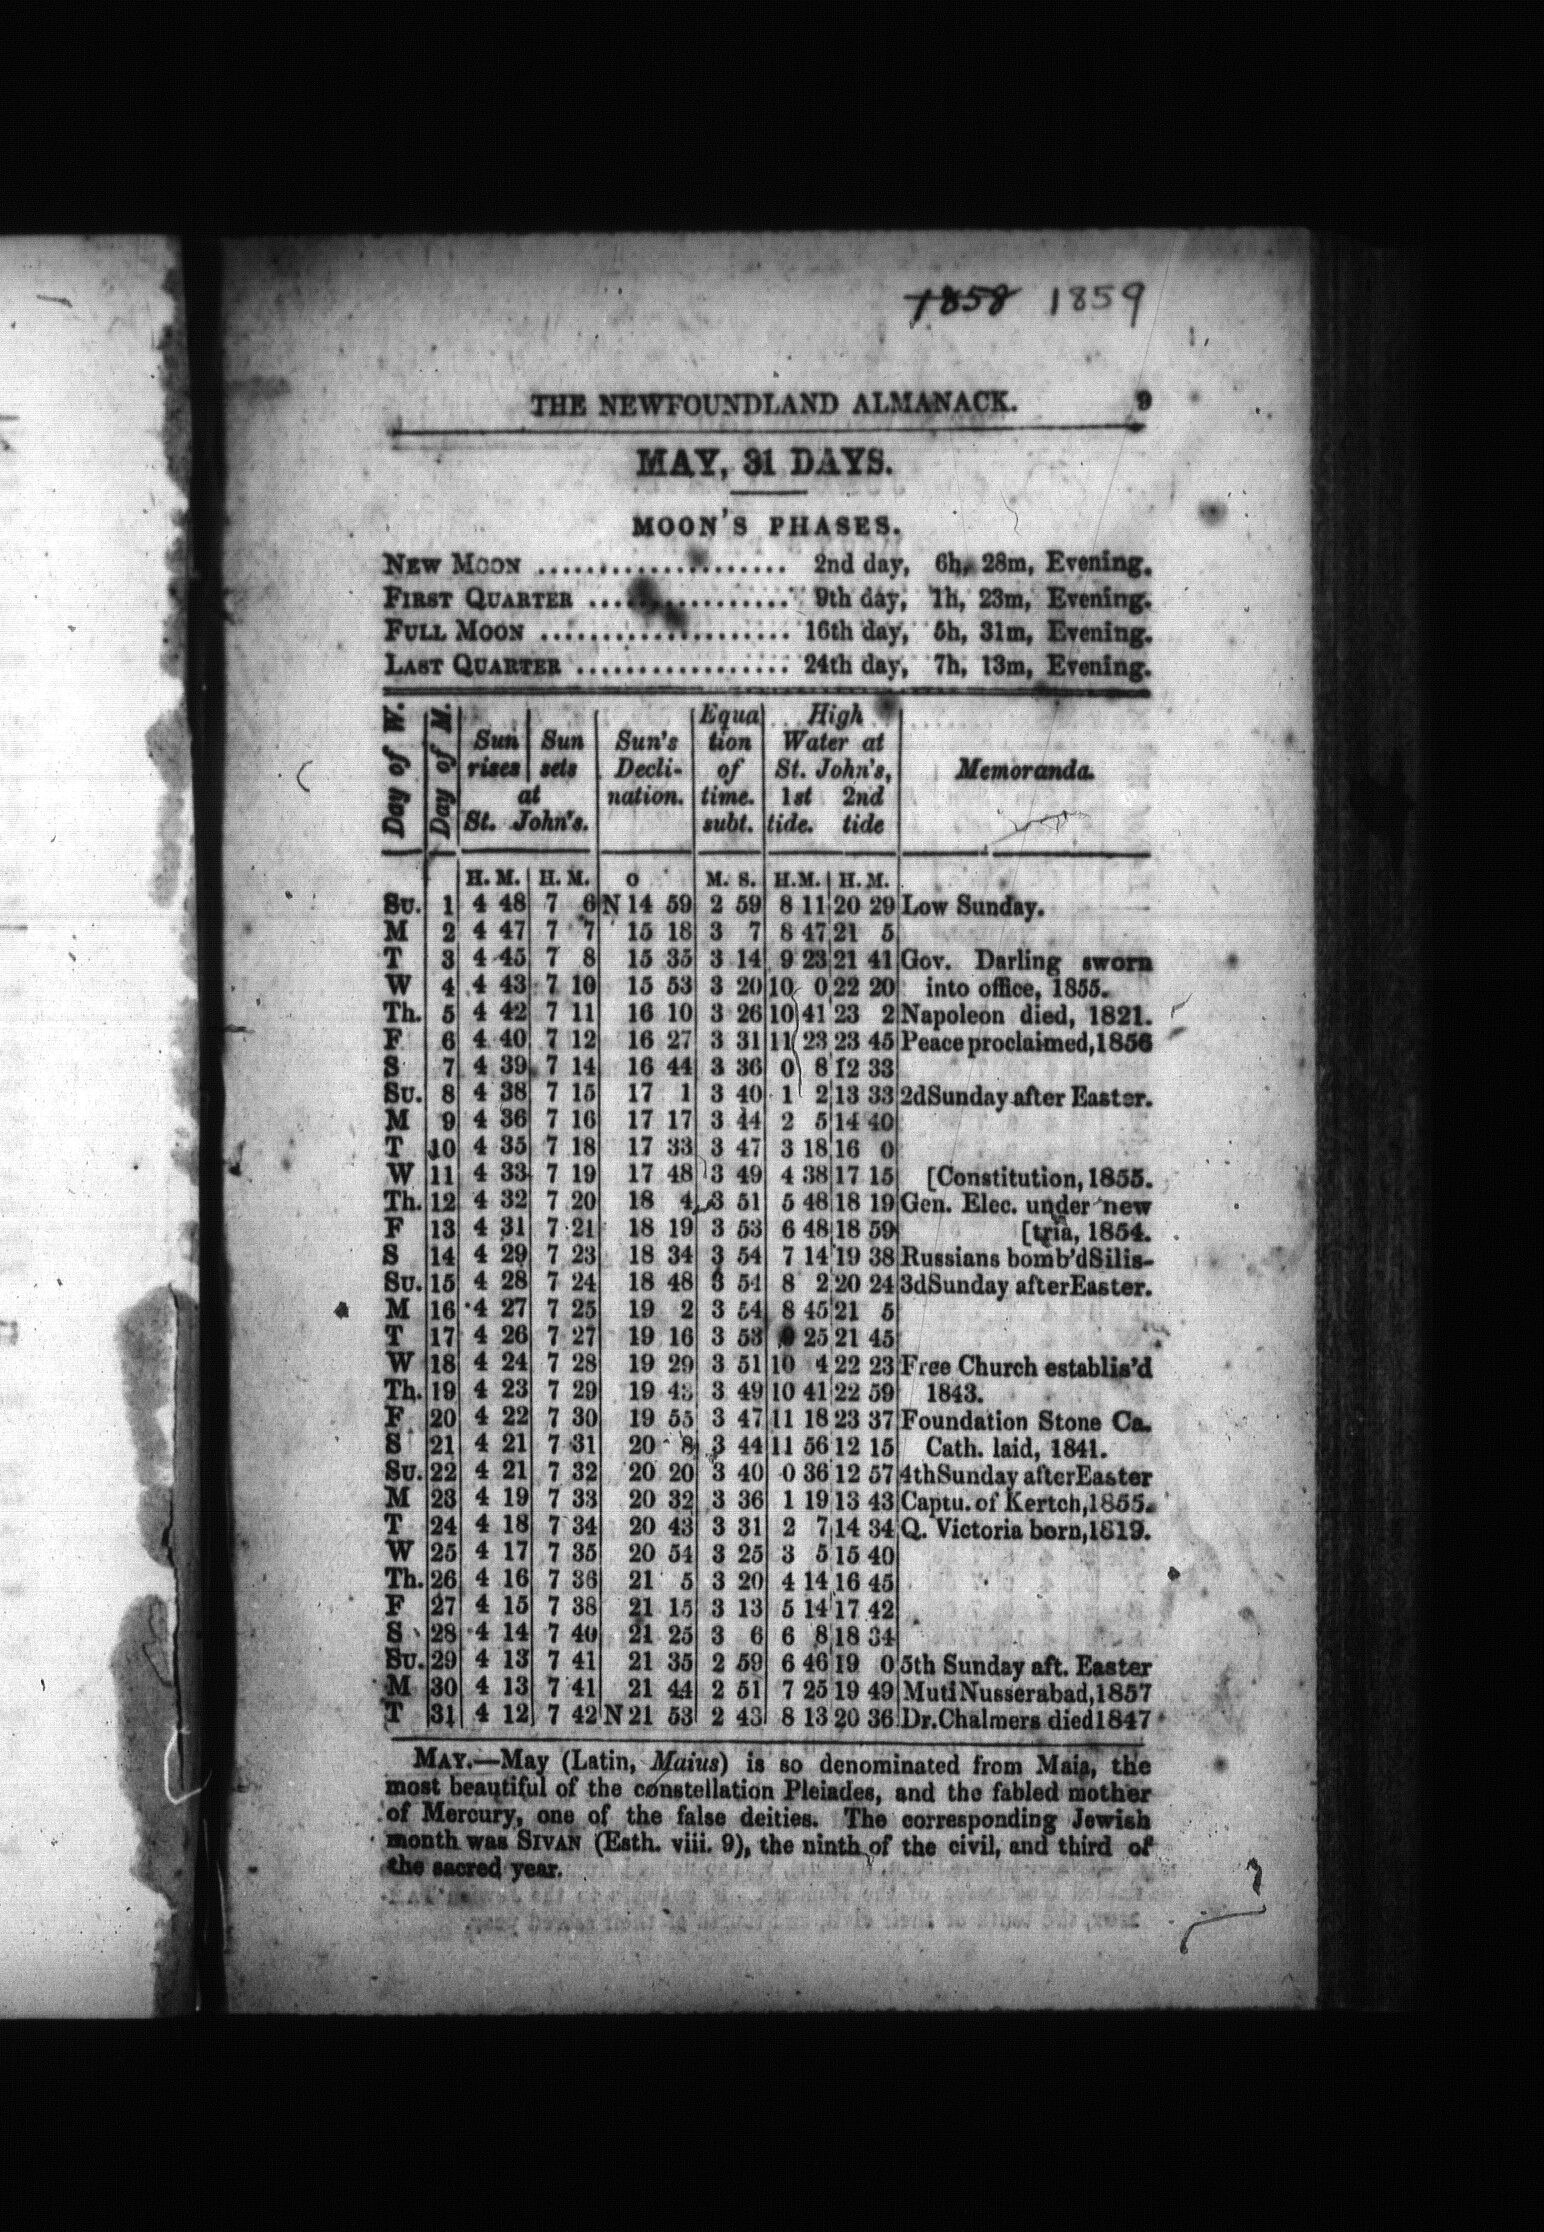 1858 1859
THE NEWFOUNDLAND ALMANACK. 9
MAY, 31 DAYS.
MOON'S PHASES.
NEW MOON .................... 2nd day, 6h, 28m, Evening.
FIRST QUARTER ................ 9th day, 1h, 23m, Evening.
FULL MOON .................... 16th day, 5h, 31m, Evening.
LAST QUARTER ................. 24th day, 7h, 13m, Evening.
Day of W. Day of M. Sun rises Sun sets at St. John's. Sun's Decli- nation. Equa tion of time. subt. High Water at St. John's, 1st tide. 2nd tide Memoranda.
H. M. H. M. o M. S. H.M. H. M.
SU. 1 4 48 7 6 N 14 59 2 59 8 11 20 29 Low Sunday.
M 2 4 47 7 7 15 18 3 7 8 47 21 5
T 3 4 45 7 8 15 35 3 14 9 23 21 41 Gov. Darling sworn
W 4 4 43 7 10 15 53 3 20 10 0 22 20 into office, 1855.
Th. 5 4 42 7 11 16 10 3 26 10 41 23 2 Napoleon died, 1821.
F 6 4 40 7 12 16 27 3 31 11 23 23 45 Peace proclaimed, 1856
S 7 4 39 7 14 16 44 3 36 0 8 12 33
SU. 8 4 38 7 15 17 1 3 40 1 2 13 33 2d Sunday after Easter.
M 9 4 36 7 16 17 17 3 44 2 5 14 40
T 10 4 35 7 18 17 33 3 47 3 18 16 0
W 11 4 33 7 19 17 48 3 49 4 38 17 15 [Constitution, 1855.
Th. 12 4 32 7 20 18 4 3 51 5 48 18 19 Gen. Elec. under new
F 13 4 31 7 21 18 19 3 53 6 48 18 59 [tria, 1854.
S 14 4 29 7 23 18 34 3 54 7 14 19 38 Russians bomb'd Silis-
SU. 15 4 28 7 24 18 48 3 54 8 2 20 24 3d Sunday after Easter.
M 16 4 27 7 25 19 2 3 54 8 45 21 5
T 17 4 26 7 27 19 16 3 53 25 21 45
W 18 4 24 7 28 19 29 3 51 10 4 22 23 Free Church establis'd
Th. 19 4 23 7 29 19 43 3 49 10 41 22 59 1843.
F 20 4 22 7 30 19 55 3 47 11 18 23 37 Foundation Stone Ca.
S 21 4 21 7 31 20 8 3 44 11 56 12 15 Cath. laid, 1841.
SU. 22 4 21 7 32 20 20 3 40 0 36 12 57 4th Sunday after Easter
M 23 4 19 7 33 20 32 3 36 1 19 13 43 Captu. of Kertch, 1855.
T 24 4 18 7 34 20 43 3 31 2 7 14 34 Q. Victoria born, 1819.
W 25 4 17 7 35 20 54 3 25 3 5 15 40
Th. 26 4 16 7 36 21 5 3 20 4 14 16 45
F 27 4 15 7 38 21 15 3 13 5 14 17 42
S 28 4 14 7 40 21 25 3 6 6 8 18 34
SU. 29 4 13 7 41 21 35 2 59 6 46 19 0 5th Sunday aft. Easter
M 30 4 13 7 41 21 44 2 51 7 25 19 49 Muti Nusserabad, 1857
T 31 4 12 7 42 N 21 53 2 43 8 13 20 36 Dr. Chalmers died 1847
MAY.—May (Latin, Maius) is so denominated from Maia, the
most beautiful of the constellation Pleiades, and the fabled mother
of Mercury, one of the false deities. The corresponding Jewish
month was SIVAN (Esth. viii. 9), the ninth of the civil, and third of
the sacred year.